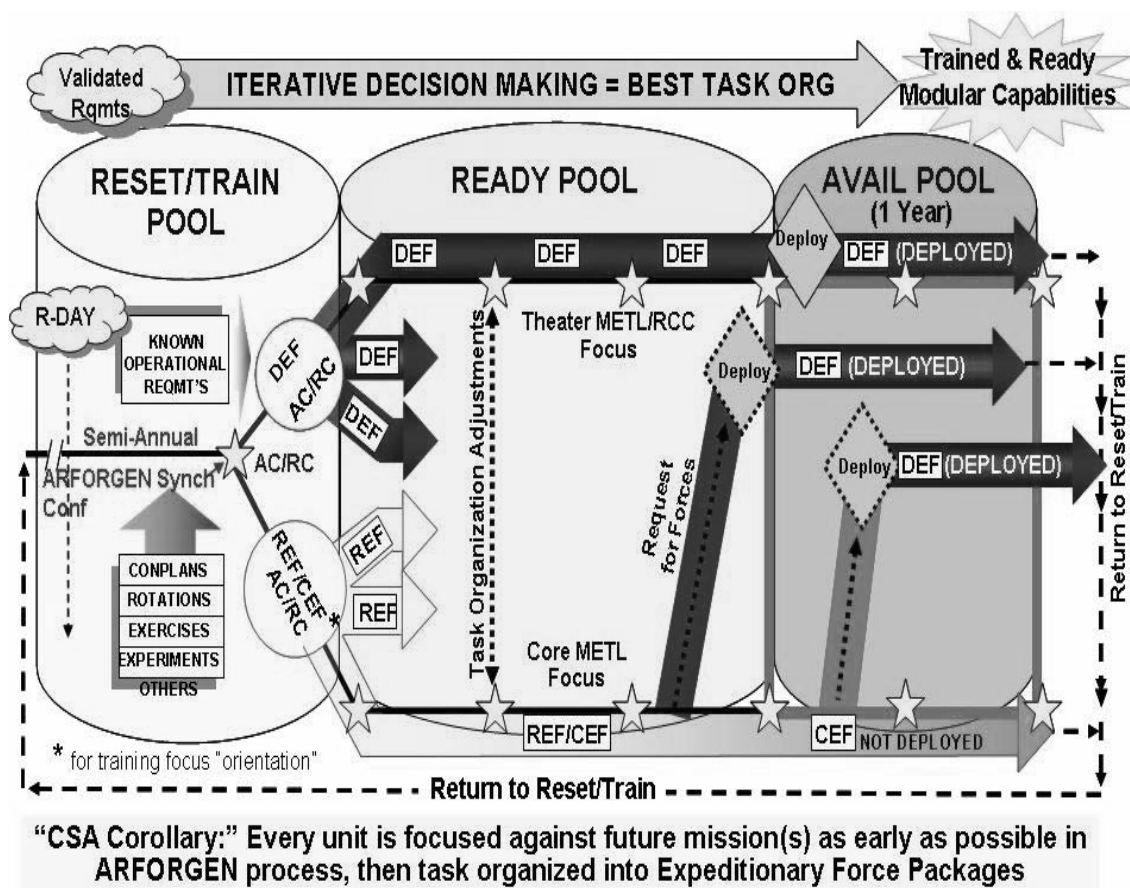 Validated
Rqmts
ITERATIVE DECISION MAKING = BEST TASK ORG
Trained & Ready
Modular Capabilities
RESET/TRAIN
POOL
READY POOL
AVAIL POOL
(1 Year)
DEF
DEF
DEF
Deploy
DEF (DEPLOYED)
R-DAY
KNOWN
OPERATIONAL
REQMT'S
DEF
AC/RC
DEF
DEF
Theater METL/RCC
Focus
Deploy
DEF (DEPLOYED)
Semi-Annual
ARFORGEN Synch
Conf
AC/RC
Task Organization Adjustments
Request
for Forces
Deploy
DEF (DEPLOYED)
Return to Reset/Train
CONPLANS
ROTATIONS
EXERCISES
EXPERIMENTS
OTHERS
REF/CEF *
AC/RC
REF
REF
Core METL
Focus
REF/CEF
CEF NOT DEPLOYED
* for training focus "orientation"
Return to Reset/Train
“CSA Corollary:” Every unit is focused against future mission(s) as early as possible in
ARFORGEN process, then task organized into Expeditionary Force Packages